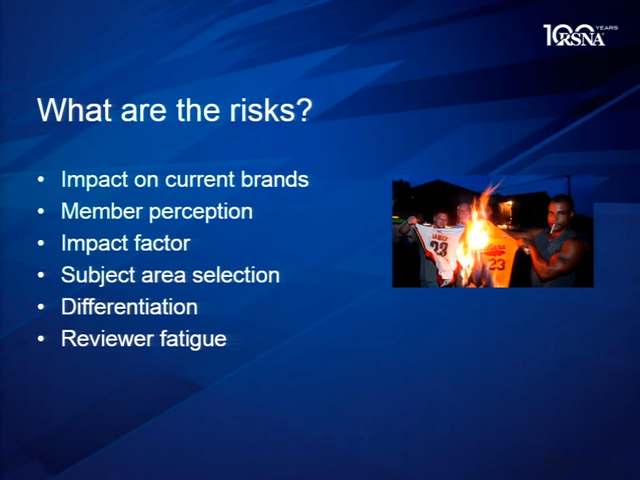 100 YEARS
RSNA
What are the risks?
• Impact on current brands
• Member perception
• Impact factor
• Subject area selection
• Differentiation
• Reviewer fatigue
JAMES
23
23